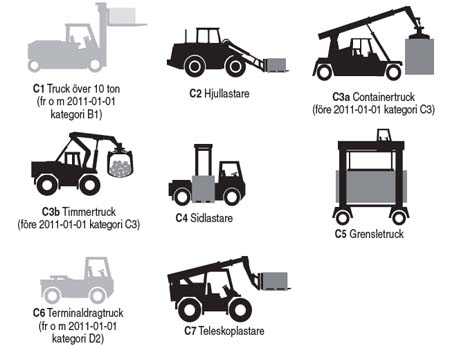 C1 Truck över 10 ton
(fr o m 2011-01-01
kategori B1)
C2 Hjullastare
C3a Containertruck
(före 2011-01-01 kategori C3)
C3b Timmertruck
(före 2011-01-01 kategori C3)
C4 Sidlastare
C5 Grensletruck
C6 Terminaldragtruck
(fr o m 2011-01-01
kategori D2)
C7 Teleskoplastare